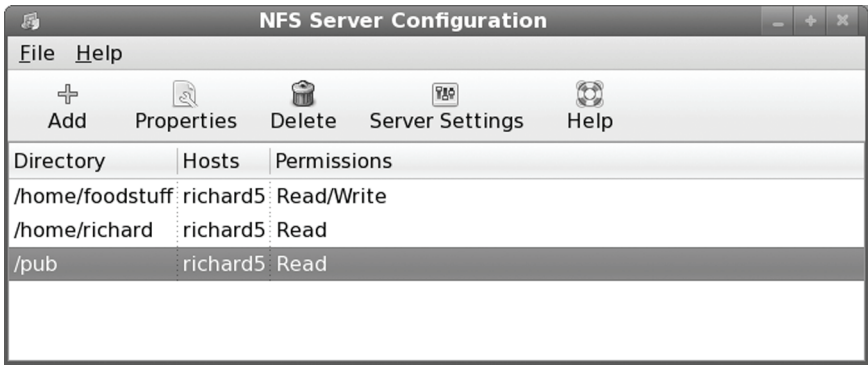 NFS Server Configuration
File Help
Add Properties Delete Server Settings Help
Directory Hosts Permissions
/home/foodstuff richard5 Read/Write
/home/richard richard5 Read
/pub richard5 Read